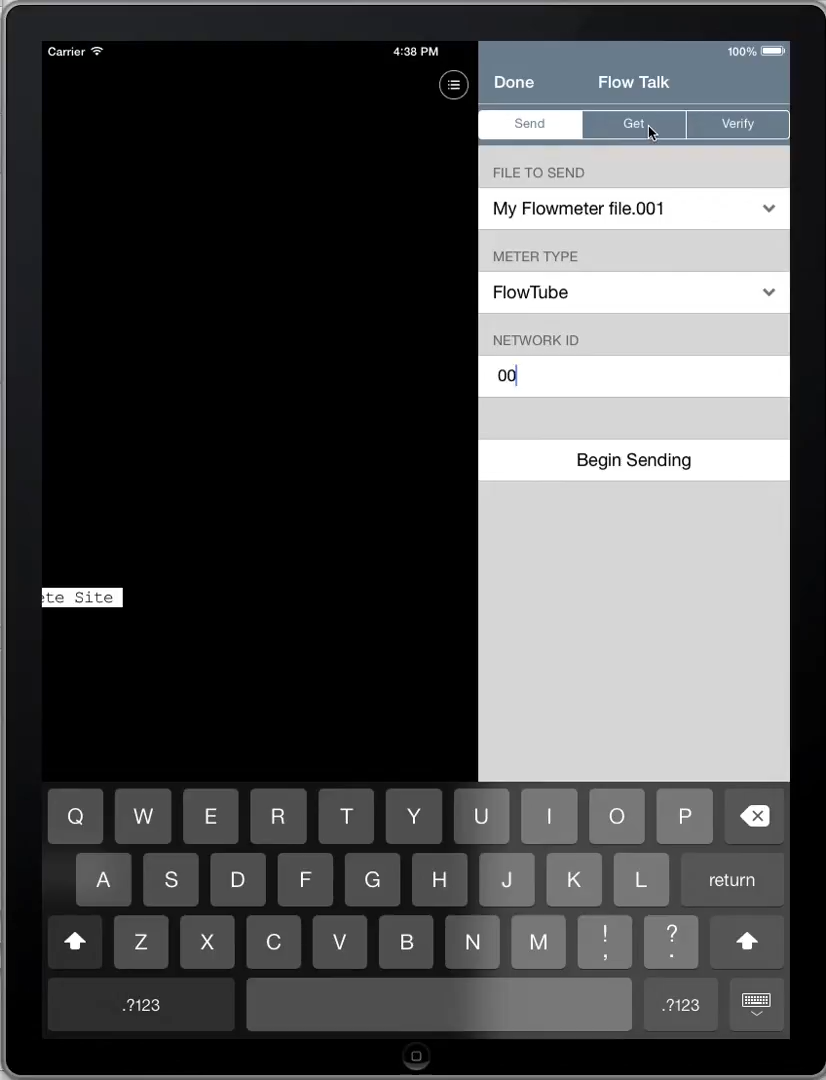 Carrier 4:38 PM 100%
Done Flow Talk
Send Get Verify
FILE TO SEND
My Flowmeter file.001
METER TYPE
FlowTube
NETWORK ID
00
Begin Sending
ete Site
Q W E R T Y U I O P
A S D F G H J K L return
Z X C V B N M ! , ? .
.?123 .?123